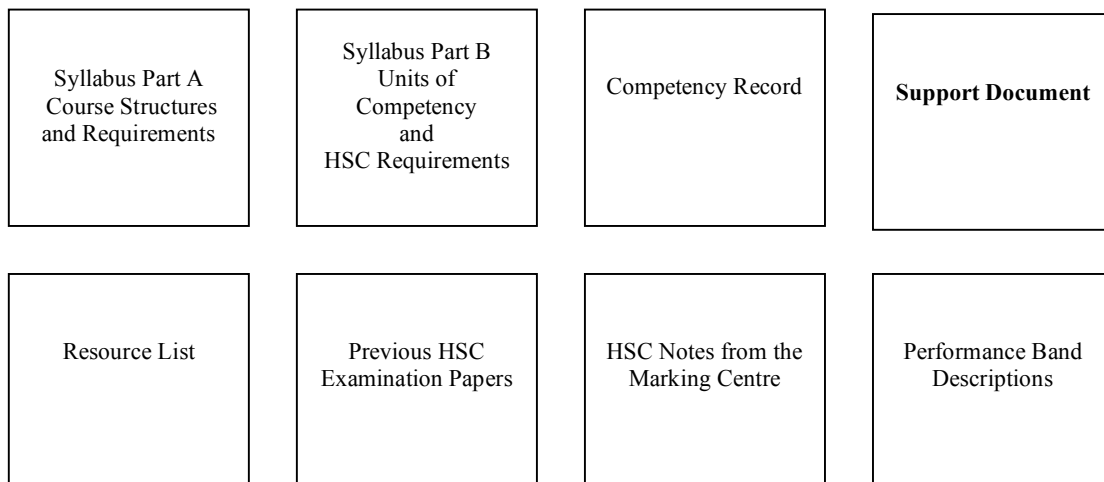 Syllabus Part A
Course Structures
and Requirements
Syllabus Part B
Units of
Competency
and
HSC Requirements
Competency Record
Support Document
Resource List
Previous HSC
Examination Papers
HSC Notes from the
Marking Centre
Performance Band
Descriptions